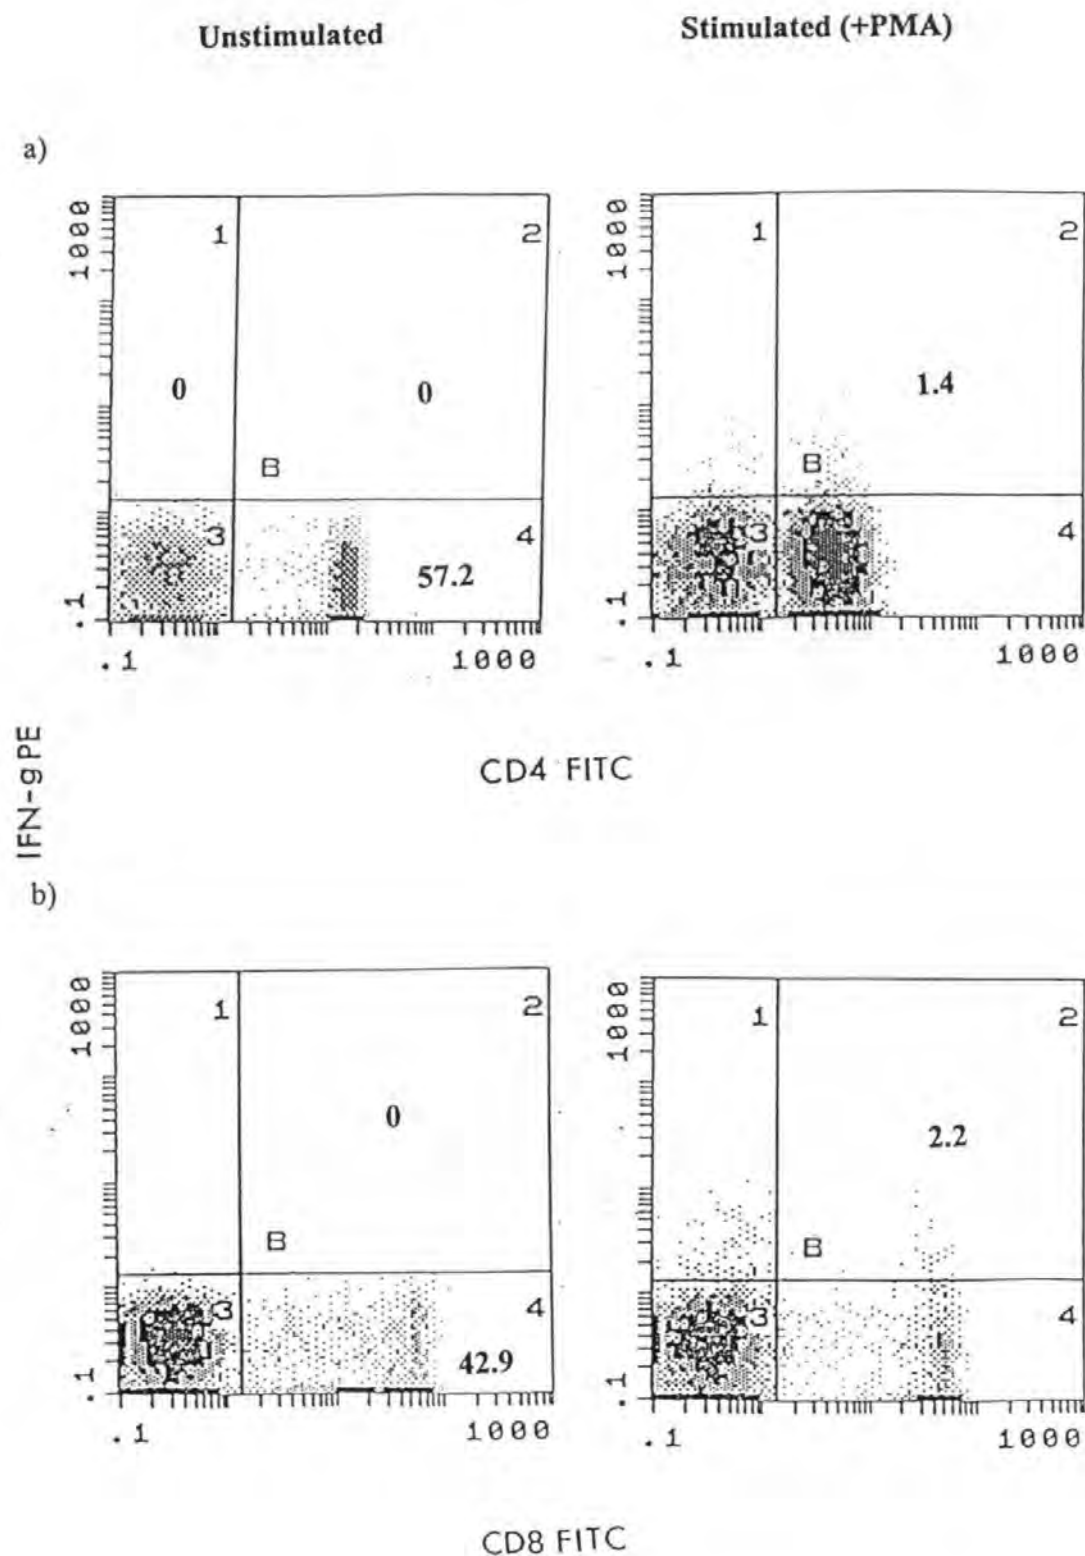 Unstimulated Stimulated (+PMA)
a)
1000 1 2 1000 1 2
0 0 1.4
B B
3 4 3 4
57.2
.1 .1
.1 1000 .1 1000
CD4 FITC
IFN-g PE
b)
1000 1 2 1000 1 2
0 2.2
B B
3 4 3 4
42.9
.1 .1
.1 1000 .1 1000
CD8 FITC